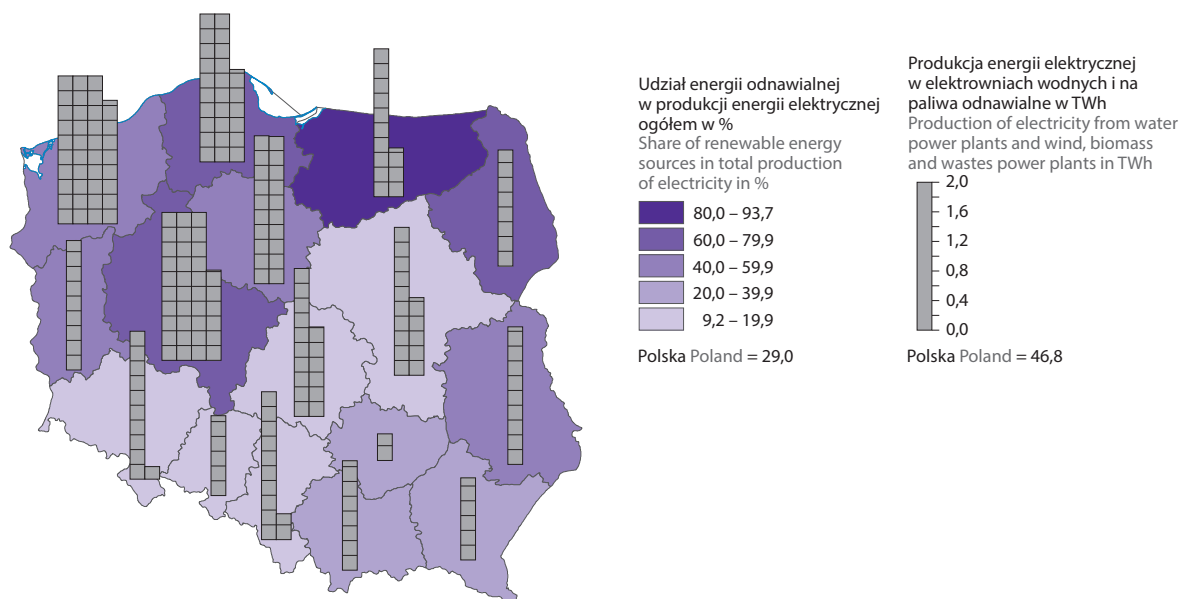 Udział energii odnawialnej
w produkcji energii elektrycznej
ogółem w %
Share of renewable energy
sources in total production
of electricity in %
80,0 – 93,7
60,0 – 79,9
40,0 – 59,9
20,0 – 39,9
9,2 – 19,9
Polska Poland = 29,0
Produkcja energii elektrycznej
w elektrowniach wodnych i na
paliwa odnawialne w TWh
Production of electricity from water
power plants and wind, biomass
and wastes power plants in TWh
2,0
1,6
1,2
0,8
0,4
0,0
Polska Poland = 46,8